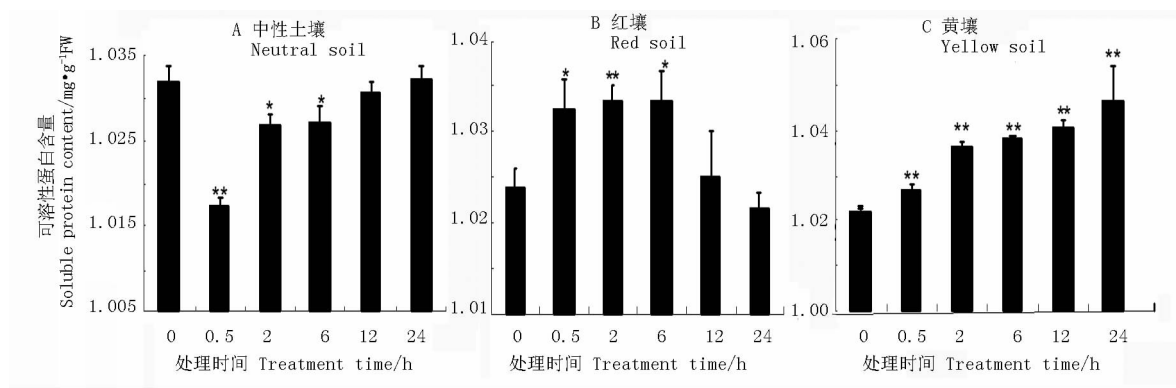 A 中性土壤
Neutral soil
B 红壤
Red soil
C 黄壤
Yellow soil
可溶性蛋白含量
Soluble protein content/mg•g⁻¹FW
1.035
1.025
1.015
1.005
** * *
0 0.5 2 6 12 24
处理时间 Treatment time/h
1.04
1.03
1.02
1.01
* ** *
0 0.5 2 6 12 24
处理时间 Treatment time/h
1.06
1.04
1.02
1.00
** ** ** ** **
0 0.5 2 6 12 24
处理时间 Treatment time/h